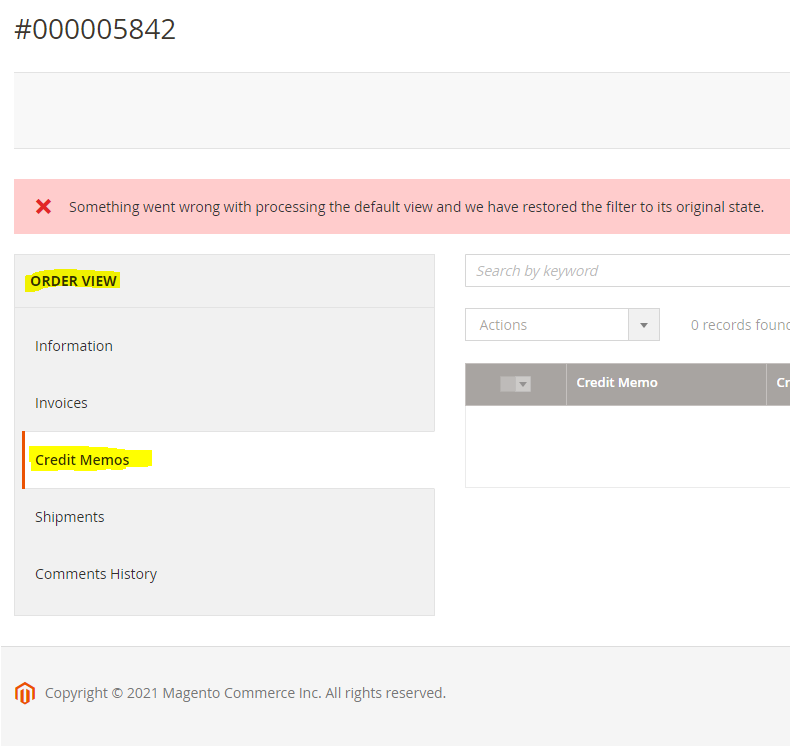 #000005842
Something went wrong with processing the default view and we have restored the filter to its original state.
ORDER VIEW
Information
Invoices
Credit Memos
Shipments
Comments History
Search by keyword
Actions
0 records found
Credit Memo
Cr
Copyright © 2021 Magento Commerce Inc. All rights reserved.